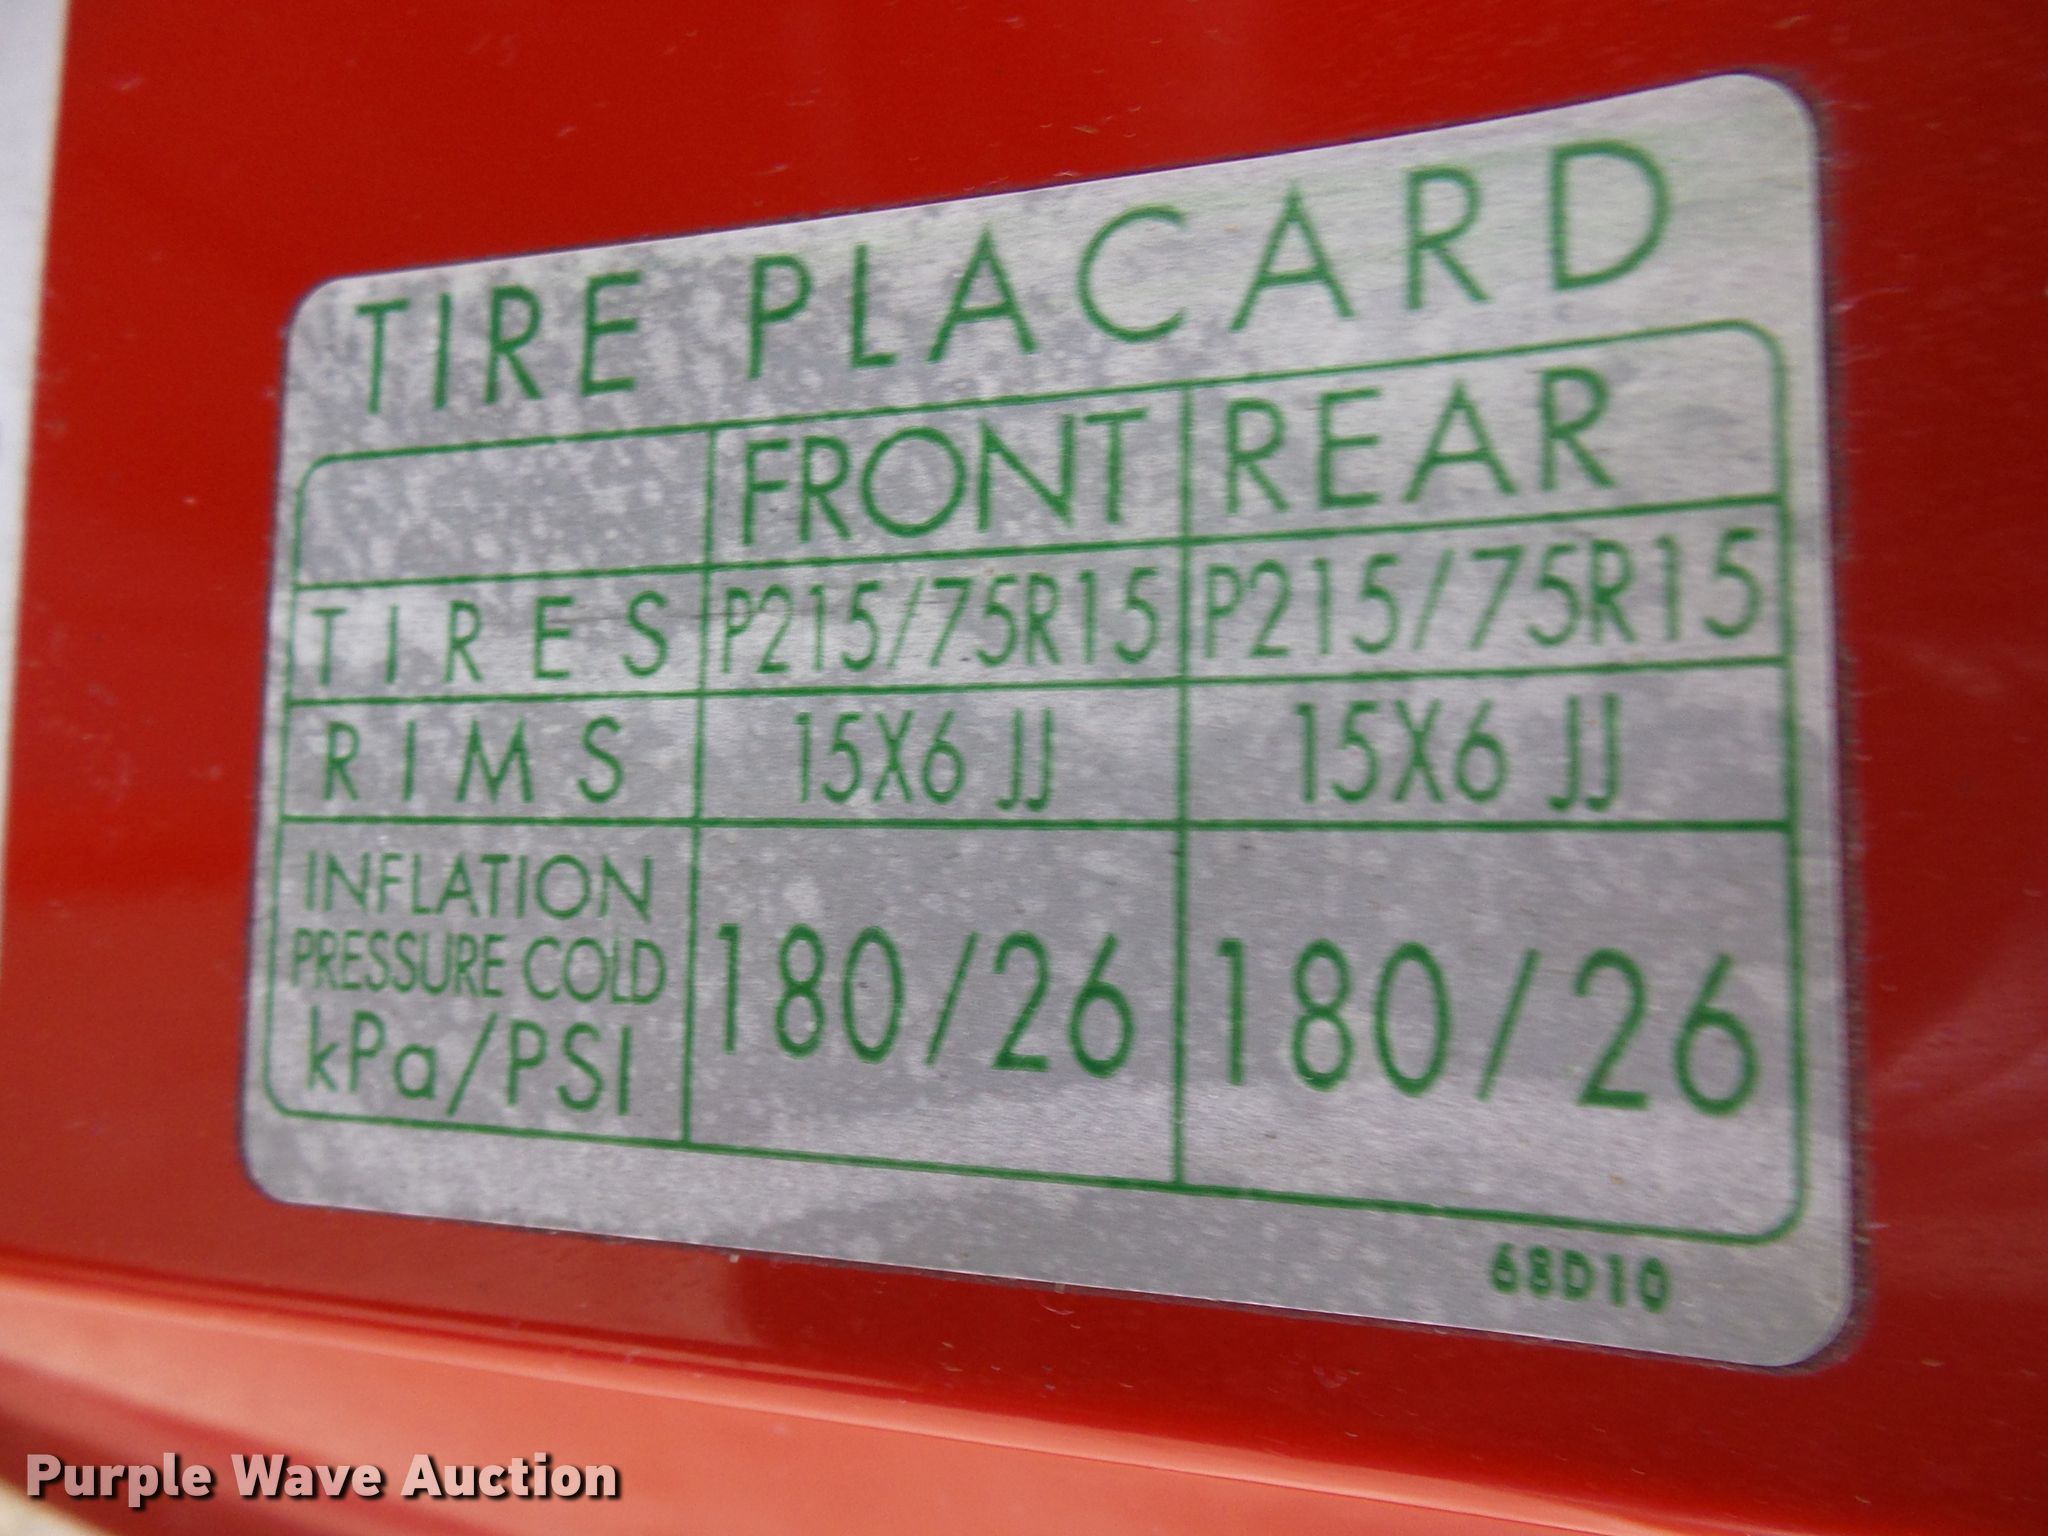 TIRE PLACARD
FRONT REAR
TIRES P215/75R15 P215/75R15
RIMS 15X6 JJ 15X6 JJ
INFLATION
PRESSURE COLD
kPa/PSI 180/26 180/26
68D10
Purple Wave Auction